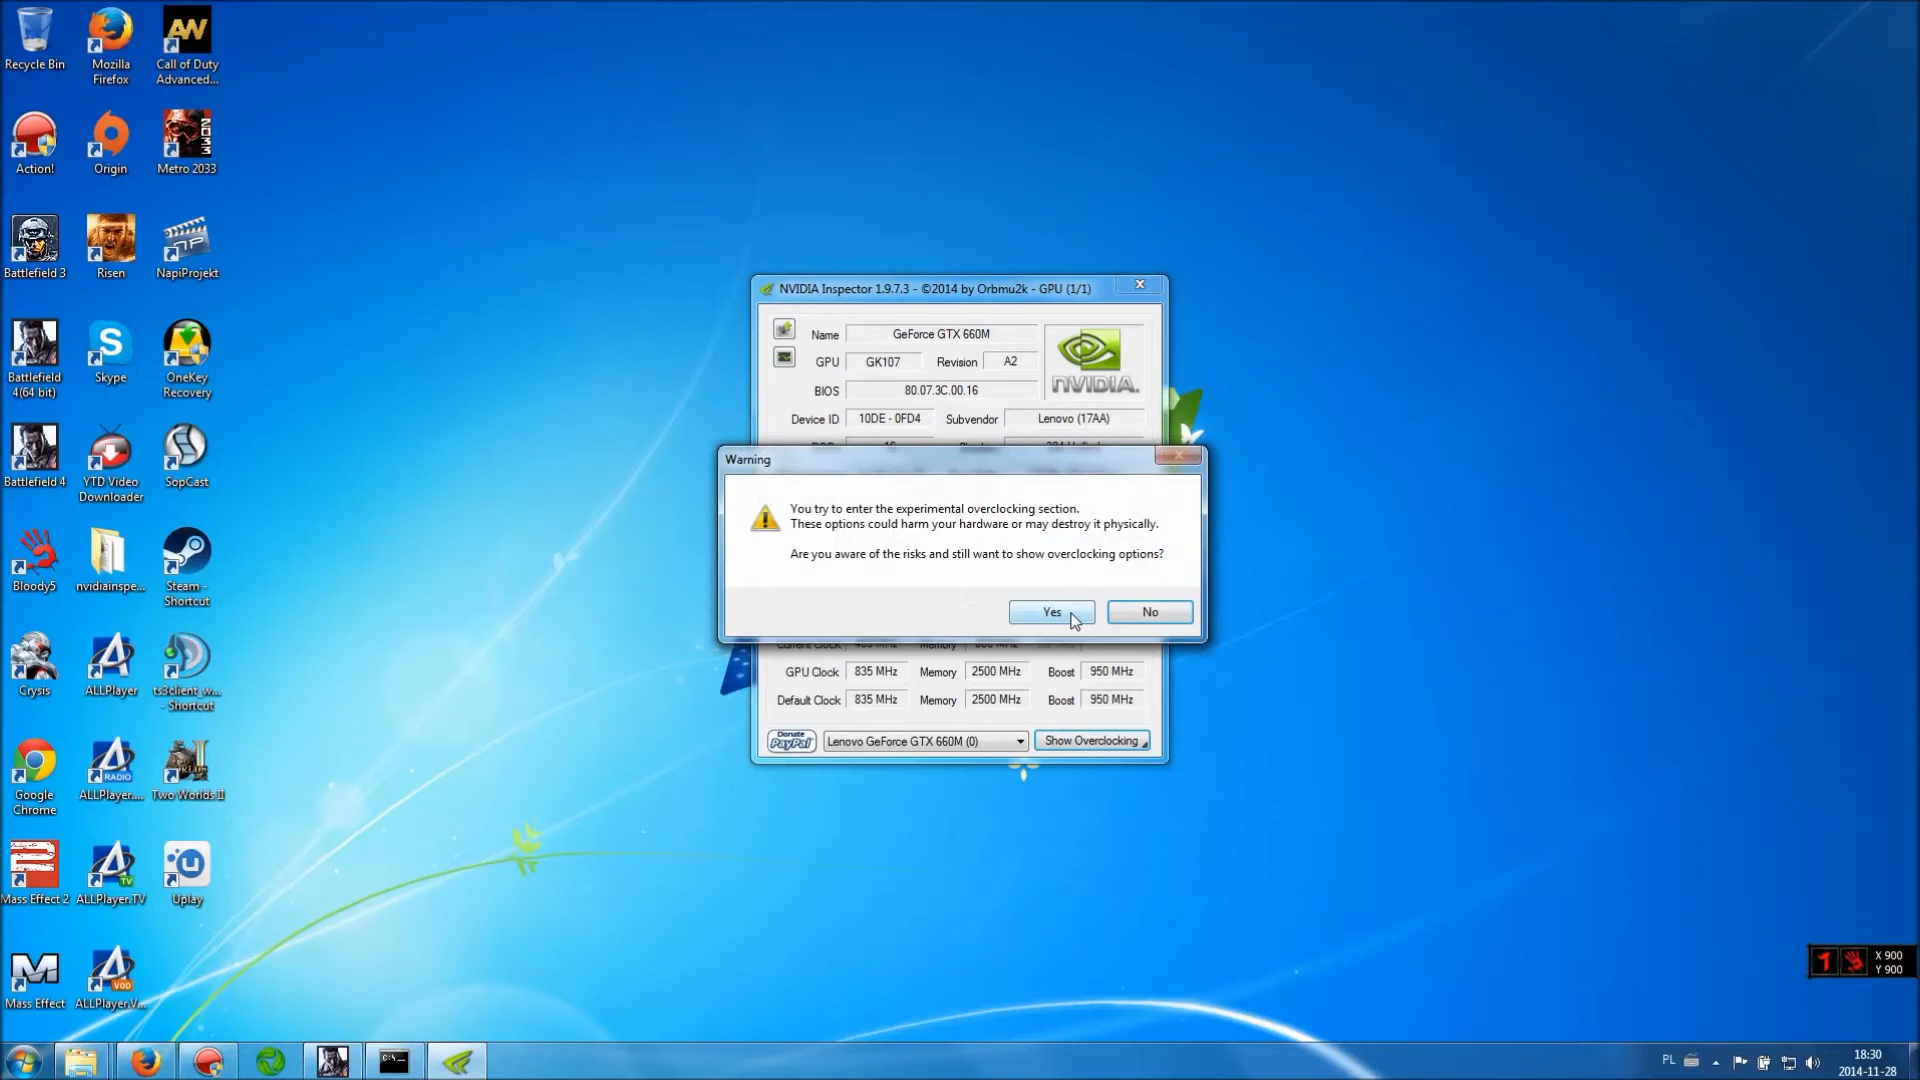 Recycle Bin
Mozilla
Firefox
Call of Duty
Advanced...
Action!
Origin
Metro 2033
Battlefield 3
Risen
NapiProjekt
Battlefield
4(64 bit)
Skype
OneKey
Recovery
Battlefield 4
YTD Video
Downloader
SopCast
Bloody5
nvidiainspe...
Steam -
Shortcut
Crysis
ALLPlayer
ts3client_w...
- Shortcut
Google
Chrome
ALLPlayer....
Two Worlds II
Mass Effect 2
ALLPlayer.TV
Uplay
Mass Effect
ALLPlayer.V...
NVIDIA Inspector 1.9.7.3 - ©2014 by Orbmu2k - GPU (1/1)
Name GeForce GTX 660M
GPU GK107 Revision A2
NVIDIA.
BIOS 80.07.3C.00.16
Device ID 10DE - 0FD4 Subvendor Lenovo (17AA)
Warning
You try to enter the experimental overclocking section.
These options could harm your hardware or may destroy it physically.
Are you aware of the risks and still want to show overclocking options?
Yes No
GPU Clock 835 MHz Memory 2500 MHz Boost 950 MHz
Default Clock 835 MHz Memory 2500 MHz Boost 950 MHz
Donate
PayPal
Lenovo GeForce GTX 660M (0)
Show Overclocking
X 900
Y 900
PL
18:30
2014-11-28